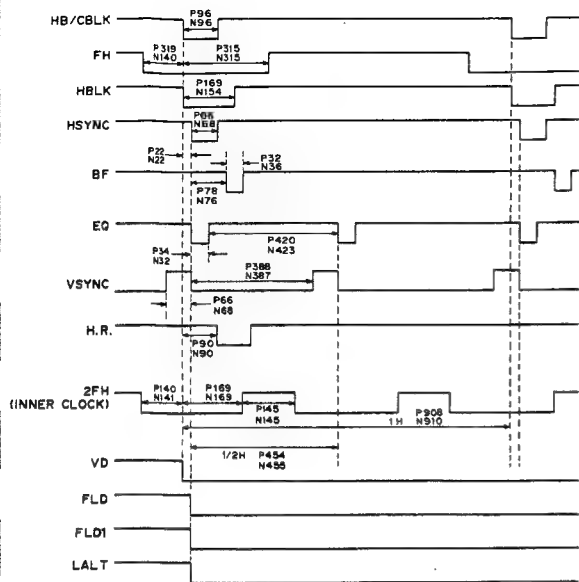 HB/CBLK
P96
N96
FH
P319
N140
P315
N315
HBLK
P169
N154
HSYNC
P66
N68
P22
N22
BF
P32
N36
P78
N76
EQ
P420
N423
P34
N32
VSYNC
P388
N387
P66
N68
H.R.
P90
N90
2FH
(INNER CLOCK)
P140
N141
P169
N169
P145
N145
1H
P908
N910
1/2H
P454
N455
VD
FLD
FLD1
LALT